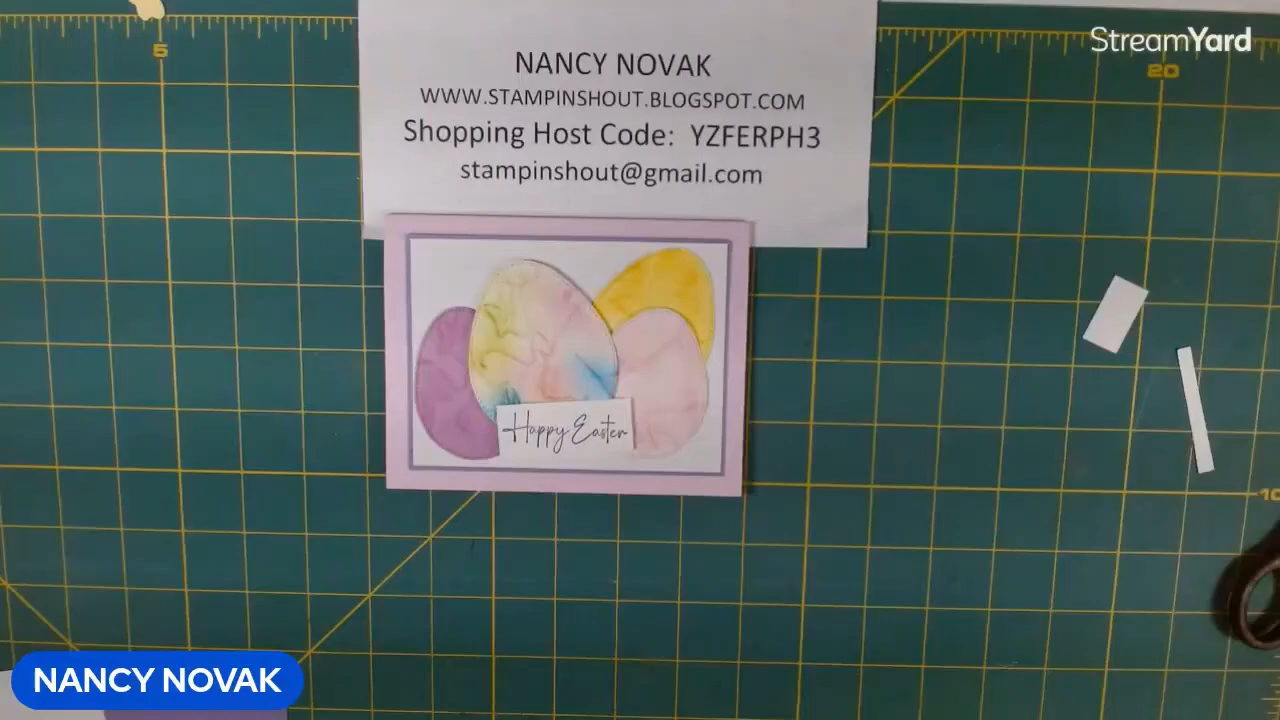 StreamYard
5
20
NANCY NOVAK
WWW.STAMPINSHOUT.BLOGSPOT.COM
Shopping Host Code: YZFERPH3
stampinshout@gmail.com
Happy Easter
10
NANCY NOVAK